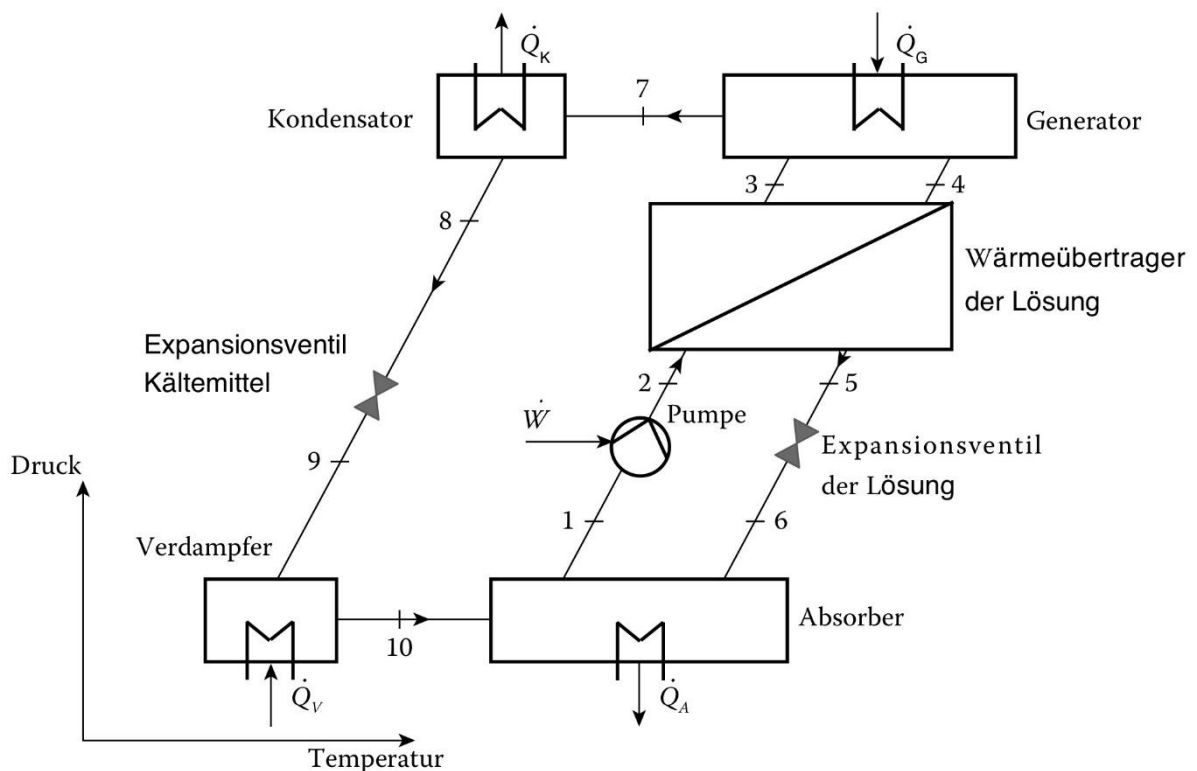 Q̇K
Q̇G
7
Kondensator
Generator
3
4
8
Wärmeübertrager
der Lösung
Expansionsventil
Kältemittel
2
5
Ẇ
Pumpe
Expansionsventil
der Lösung
9
Druck
1
6
Verdampfer
Absorber
10
Q̇V
Q̇A
Temperatur